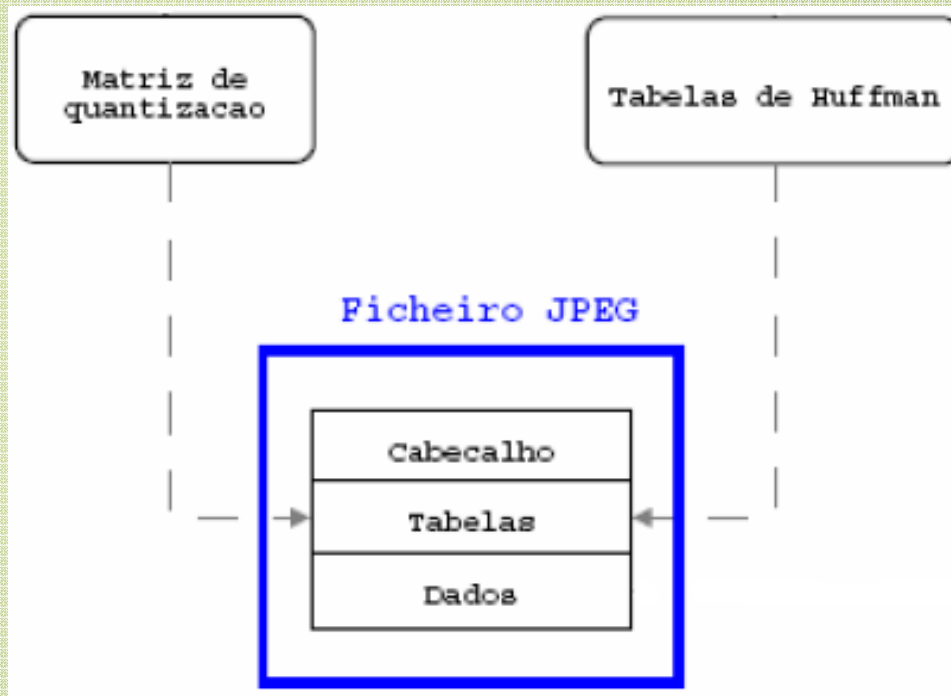 Matriz de
quantizacao
Tabelas de Huffman
Ficheiro JPEG
Cabecalho
Tabelas
Dados